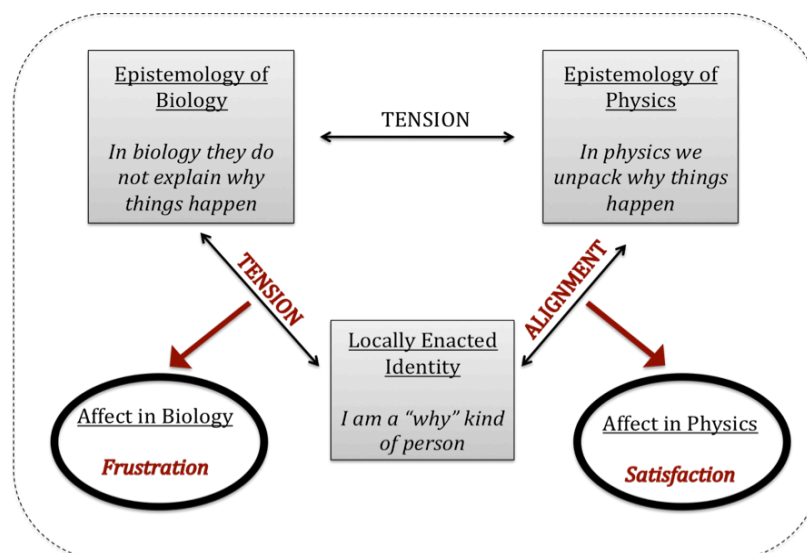 Epistemology of
Biology
In biology they do
not explain why
things happen
TENSION
Epistemology of
Physics
In physics we
unpack why things
happen
TENSION
ALIGNMENT
Locally Enacted
Identity
I am a “why” kind
of person
Affect in Biology
Frustration
Affect in Physics
Satisfaction